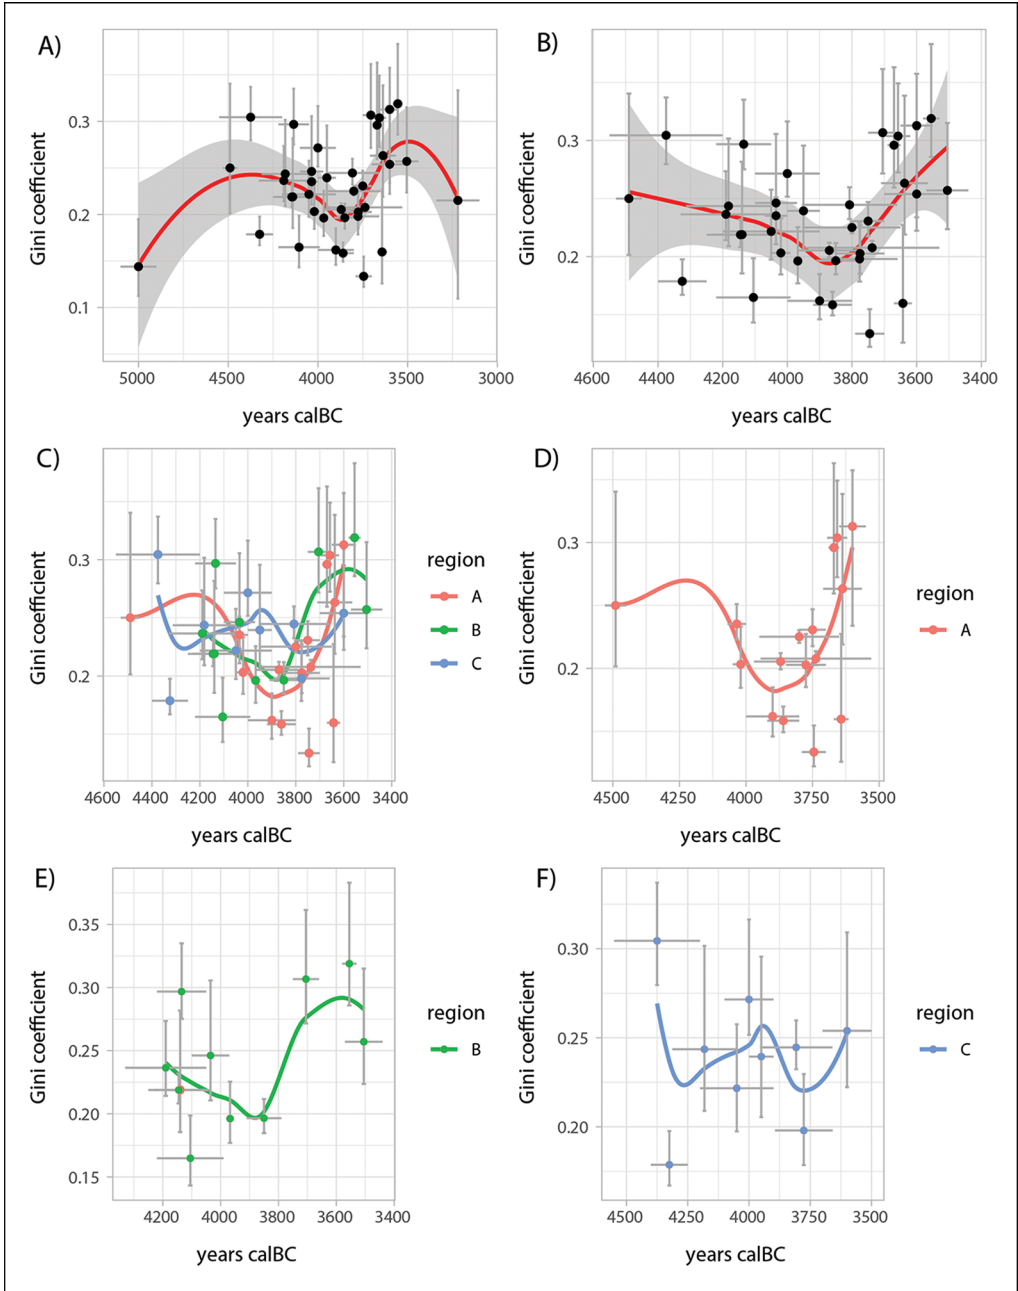 A)
B)
Gini coefficient
0.3
0.2
0.1
5000 4500 4000 3500 3000
years calBC
Gini coefficient
0.3
0.2
4600 4400 4200 4000 3800 3600 3400
years calBC
C)
D)
Gini coefficient
0.3
0.2
4600 4400 4200 4000 3800 3600 3400
years calBC
region
A
B
C
Gini coefficient
0.3
0.2
4500 4250 4000 3750 3500
years calBC
region
A
E)
F)
Gini coefficient
0.35
0.30
0.25
0.20
0.15
4200 4000 3800 3600 3400
years calBC
region
B
Gini coefficient
0.30
0.25
0.20
4500 4250 4000 3750 3500
years calBC
region
C